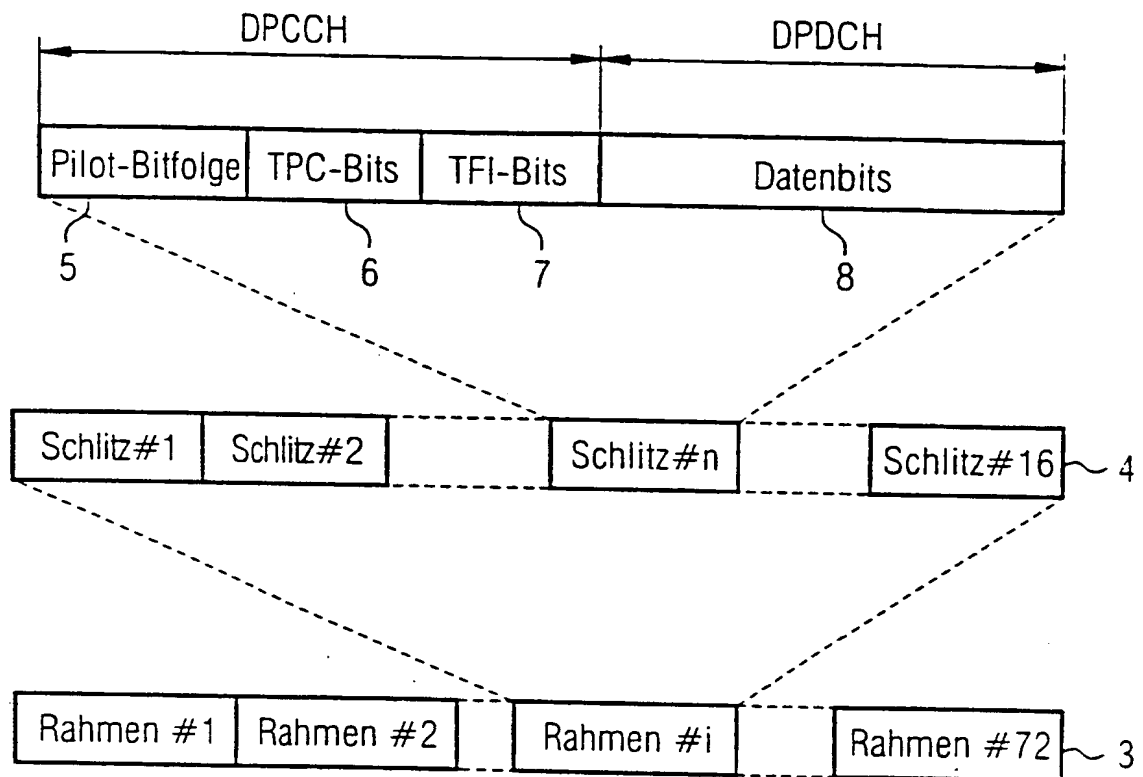 DPCCH DPDCH
Pilot-Bitfolge TPC-Bits TFI-Bits Datenbits
5 6 7 8
Schlitz#1 Schlitz#2 Schlitz#n Schlitz#16 4
Rahmen #1 Rahmen #2 Rahmen #i Rahmen #72 3